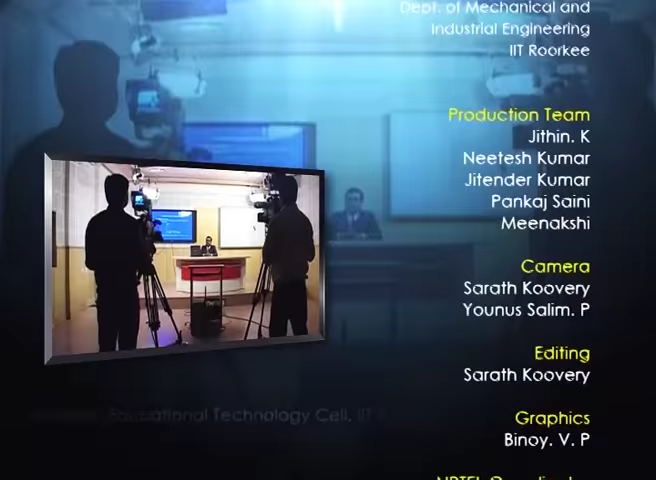 Dept. of Mechanical and
Industrial Engineering
IIT Roorkee
Production Team
Jithin. K
Neetesh Kumar
Jitender Kumar
Pankaj Saini
Meenakshi
Camera
Sarath Koovery
Younus Salim. P
Editing
Sarath Koovery
Graphics
Binoy. V. P
Educational Technology Cell, IIT